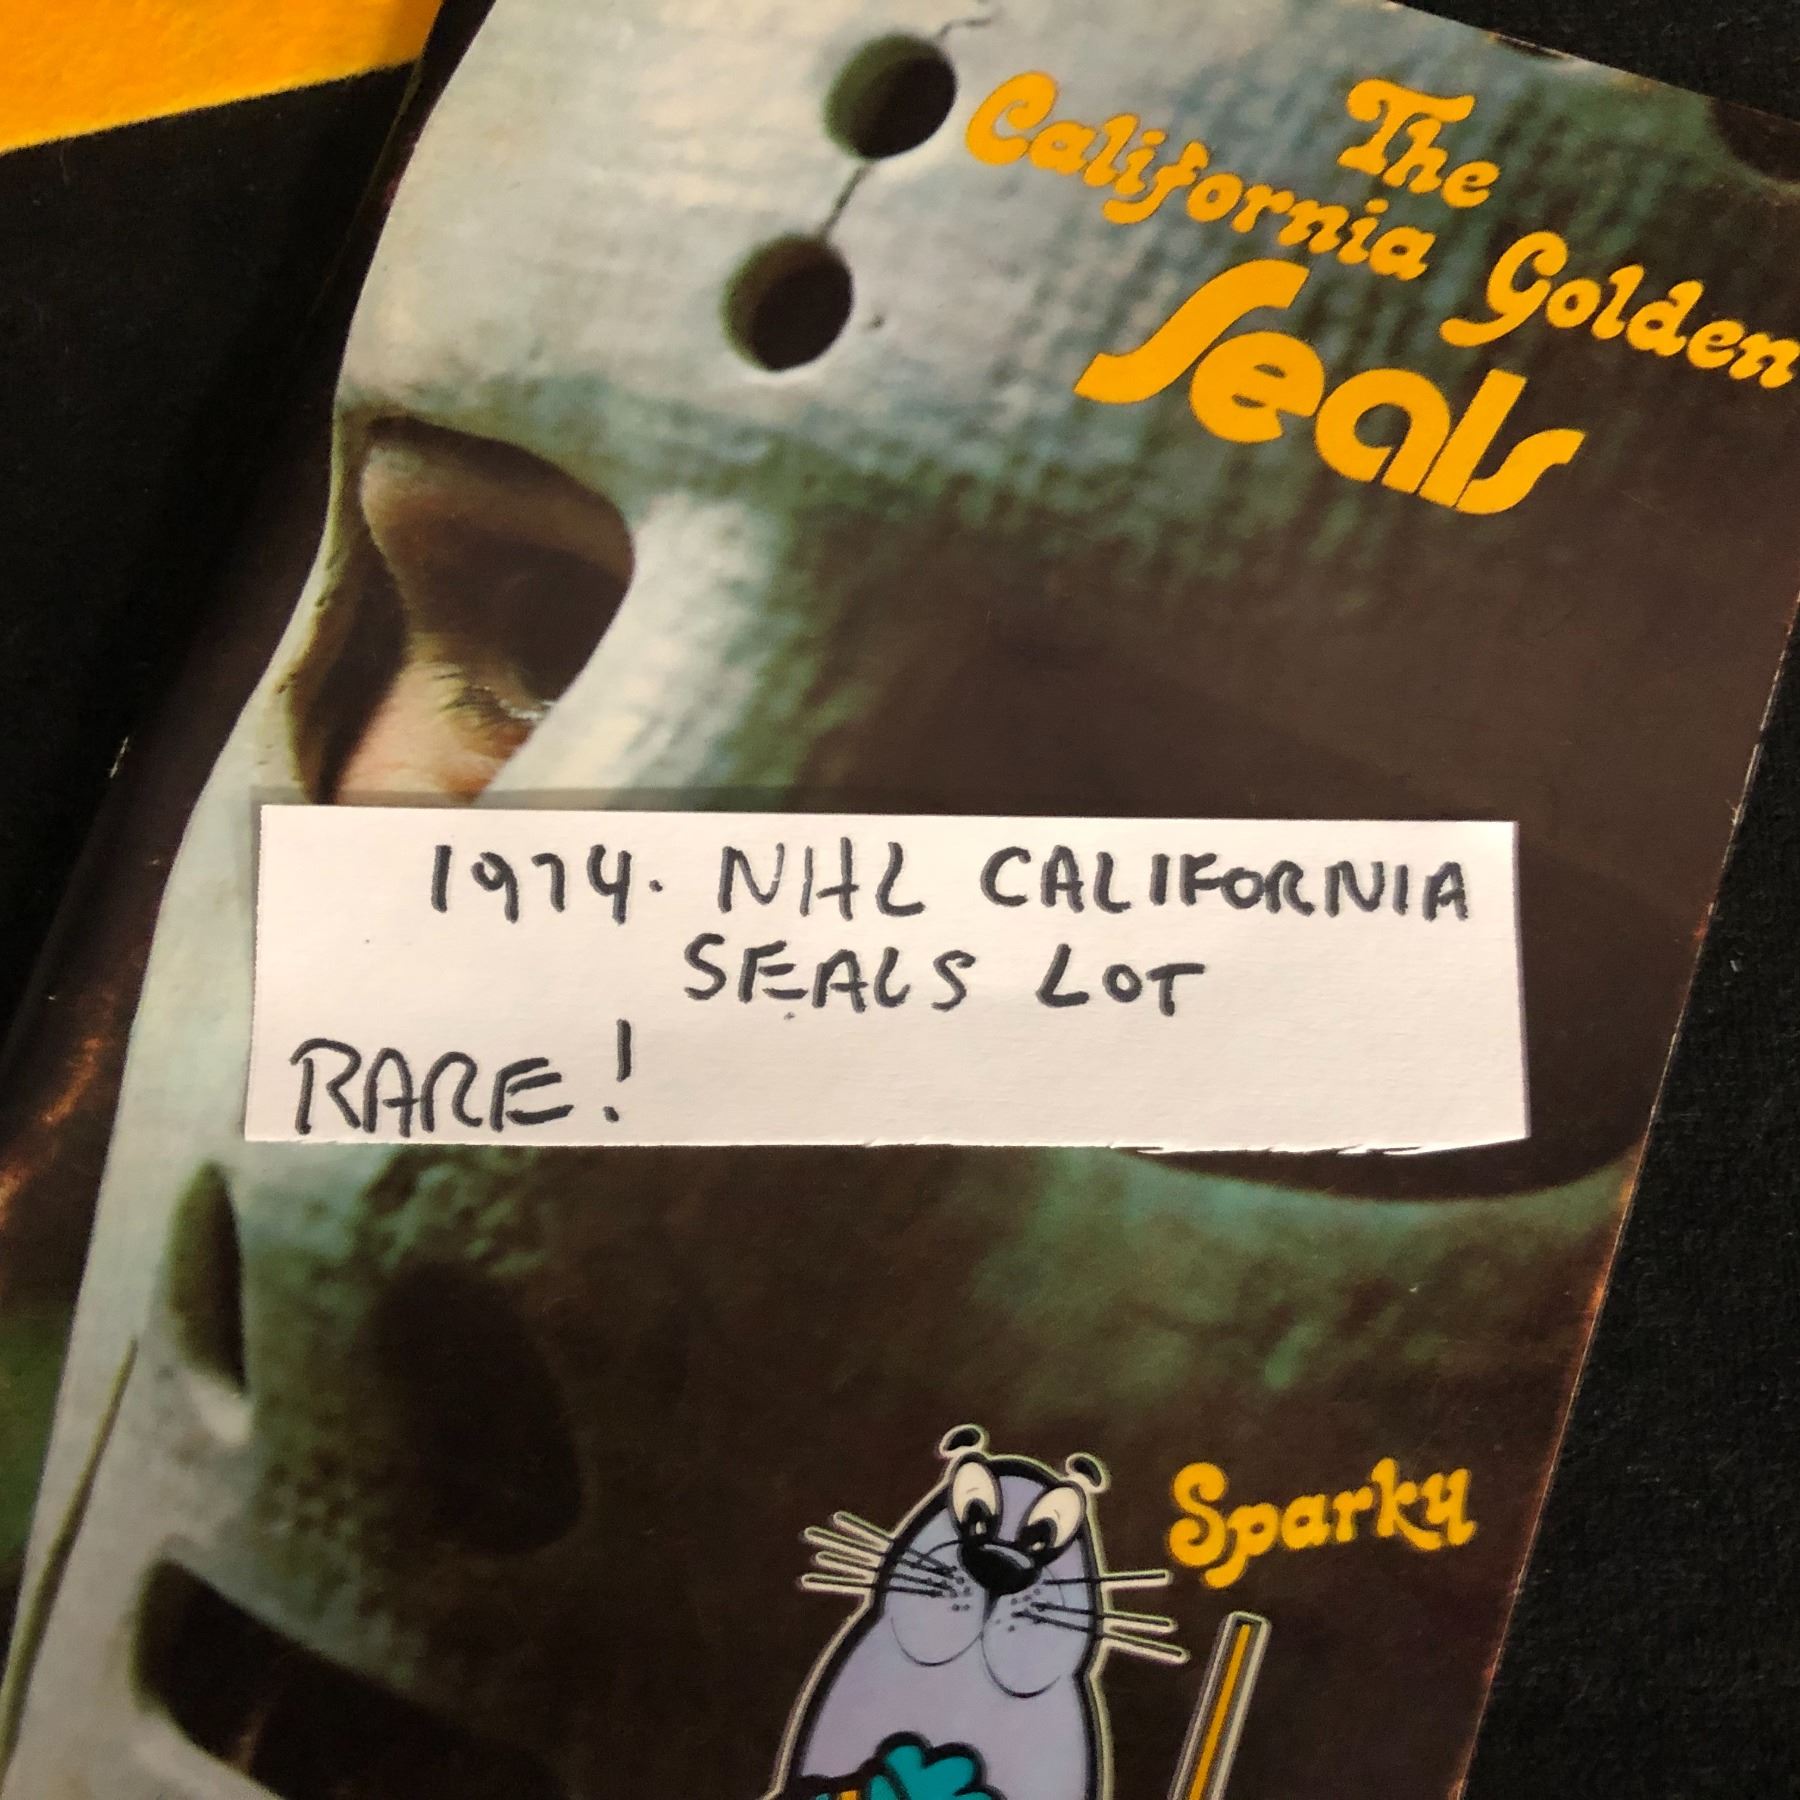 The
California Golden
Seals
1974. NHL CALIFORNIA
SEALS LOT
RARE!
Sparky